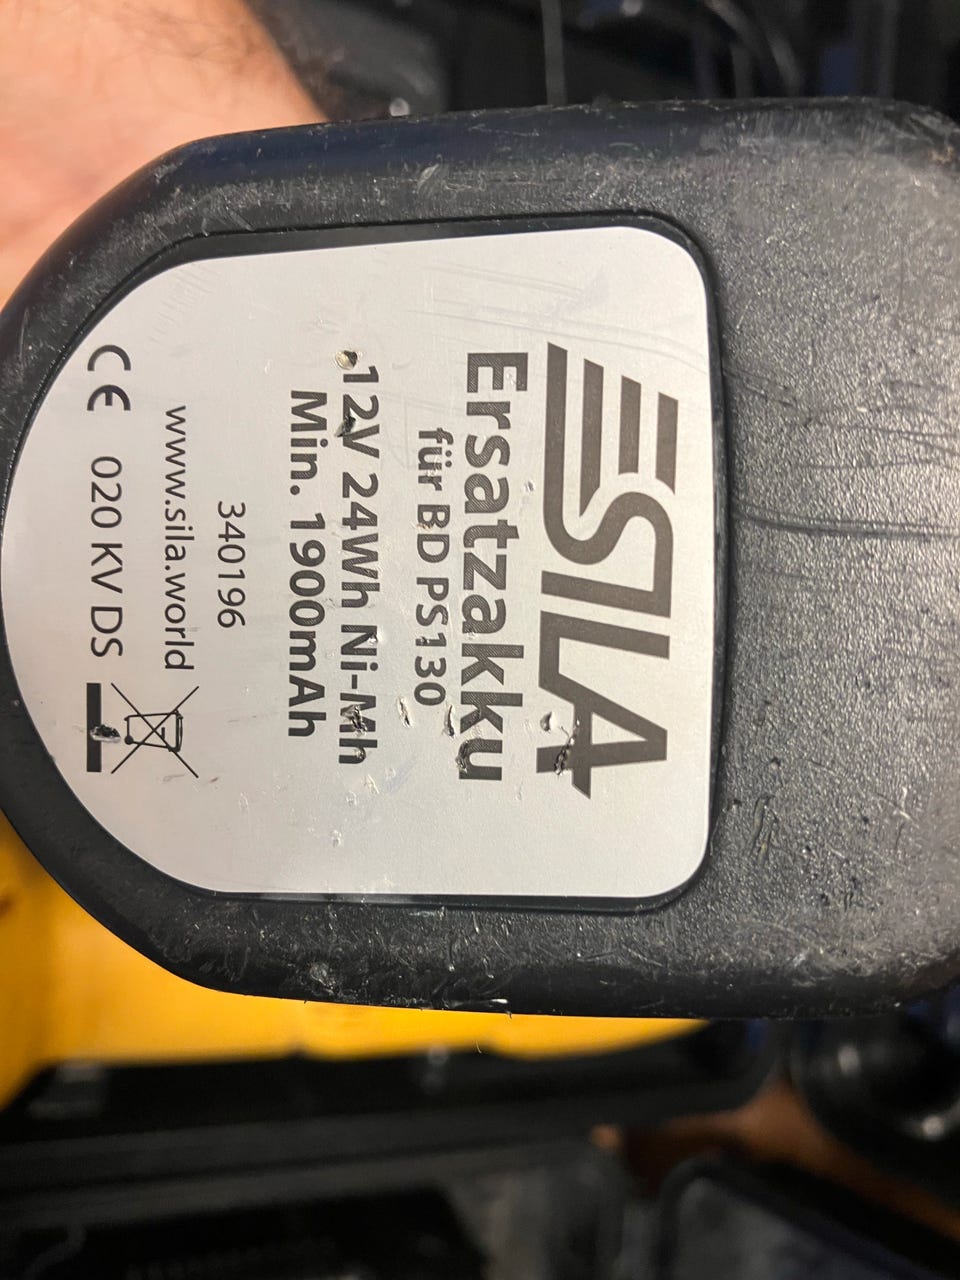 SILA
Ersatzakku
für BD PS130
12V 24Wh Ni-Mh
Min. 1900mAh
340196
www.sila.world
CE 020 KV DS